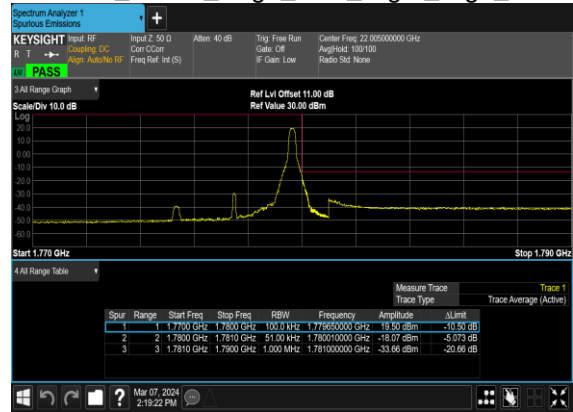 Spectrum Analyzer 1
Spurious Emissions
KEYSIGHT Input: RF Input Z: 50 Ω Atten: 40 dB Trig: Free Run Center Freq: 22.005000000 GHz
R T Coupling: DC Corr CCorr Gate: Off Avg|Hold: 100/100
Align: Auto/No RF Freq Ref: Int (S) IF Gain: Low Radio Std: None
PASS
3 All Range Graph
Ref Lvl Offset 11.00 dB
Scale/Div 10.0 dB Ref Value 30.00 dBm
Log
20.0
10.0
0.00
-10.0
-20.0
-30.0
-40.0
-50.0
-60.0
Start 1.770 GHz Stop 1.790 GHz
4 All Range Table
Measure Trace Trace 1
Trace Type Trace Average (Active)
Spur Range Start Freq Stop Freq RBW Frequency Amplitude ΔLimit
1 1 1.7700 GHz 1.7800 GHz 100.0 kHz 1.779650000 GHz 19.50 dBm -10.50 dB
2 2 1.7800 GHz 1.7810 GHz 51.00 kHz 1.780010000 GHz -18.07 dBm -5.073 dB
3 3 1.7810 GHz 1.7900 GHz 1.000 MHz 1.781000000 GHz -33.66 dBm -20.66 dB
Mar 07, 2024
2:19:22 PM